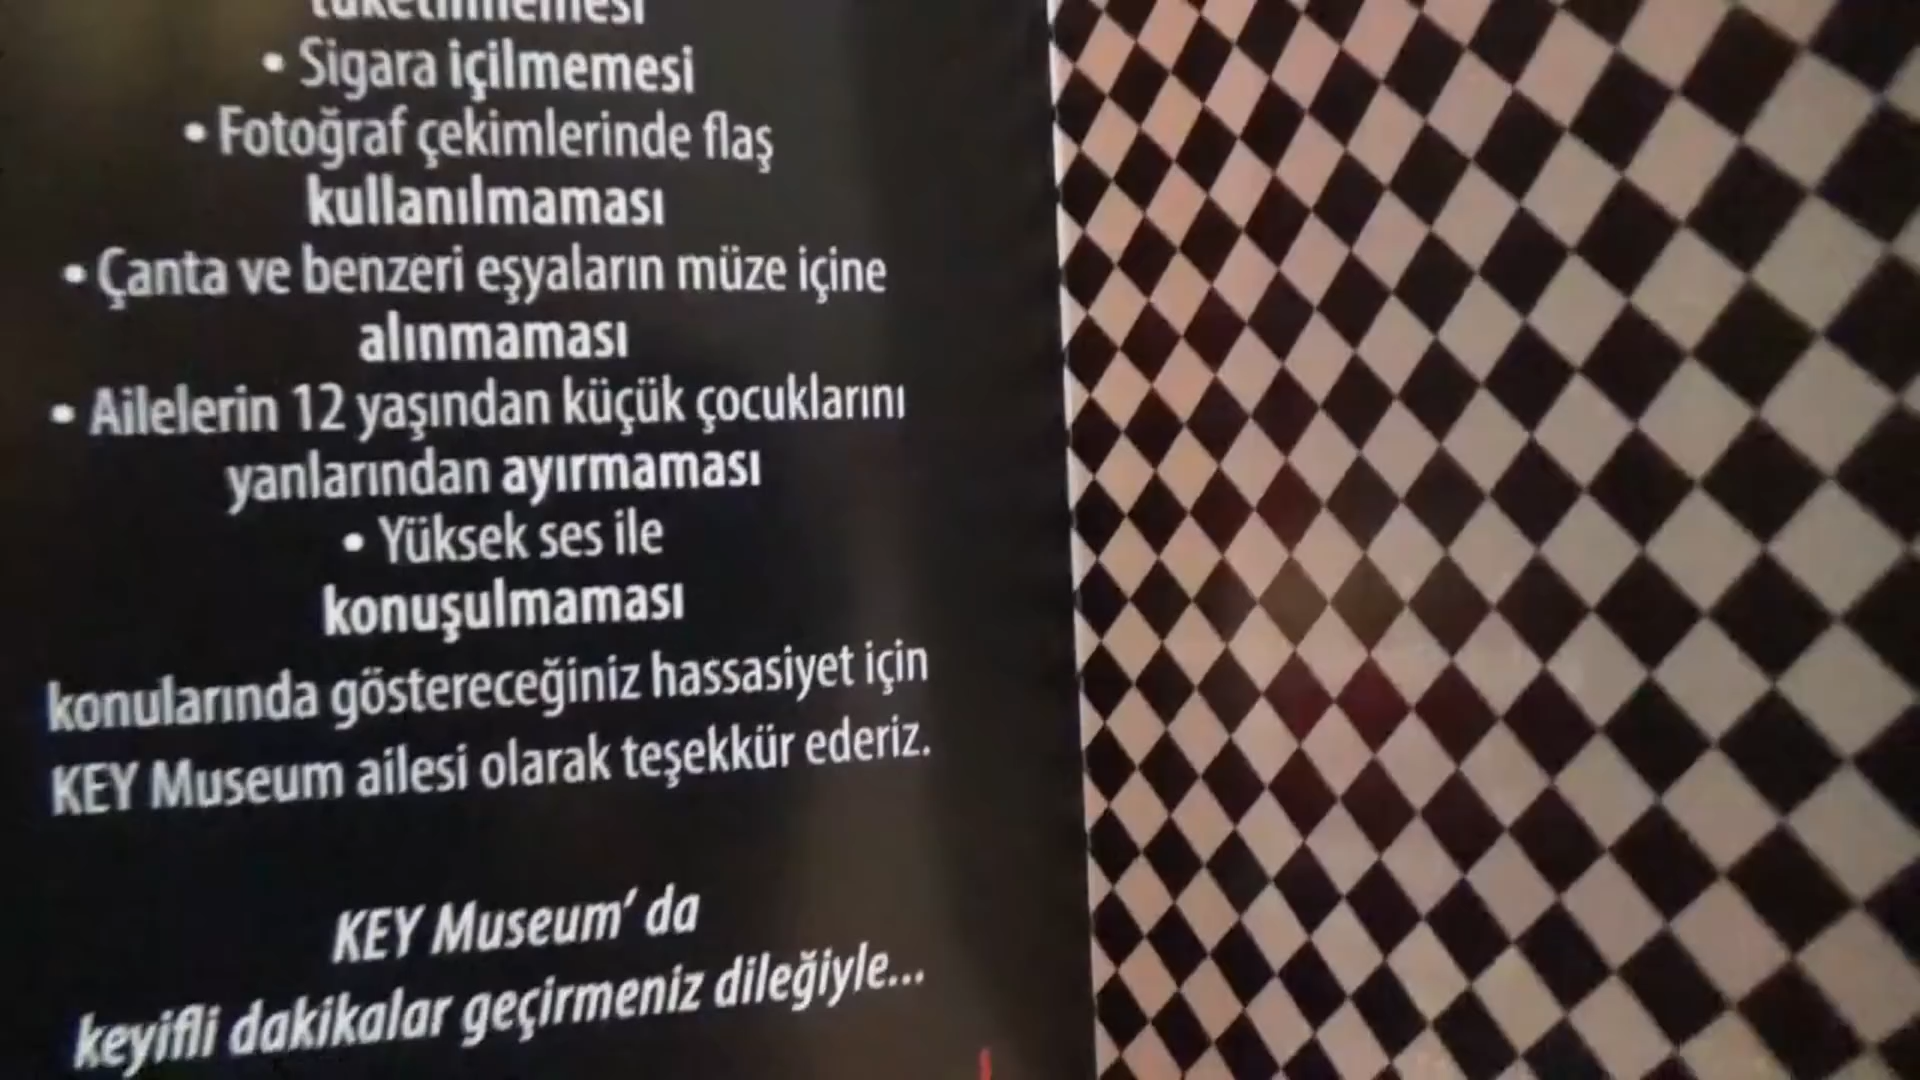 tüketilmemesi
• Sigara içilmemesi
• Fotoğraf çekimlerinde flaş
kullanılmaması
• Çanta ve benzeri eşyaların müze içine
alınmaması
• Ailelerin 12 yaşından küçük çocuklarını
yanlarından ayırmaması
• Yüksek ses ile
konuşulmaması
konularında göstereceğiniz hassasiyet için
KEY Museum ailesi olarak teşekkür ederiz.
KEY Museum’ da
keyifli dakikalar geçirmeniz dileğiyle...